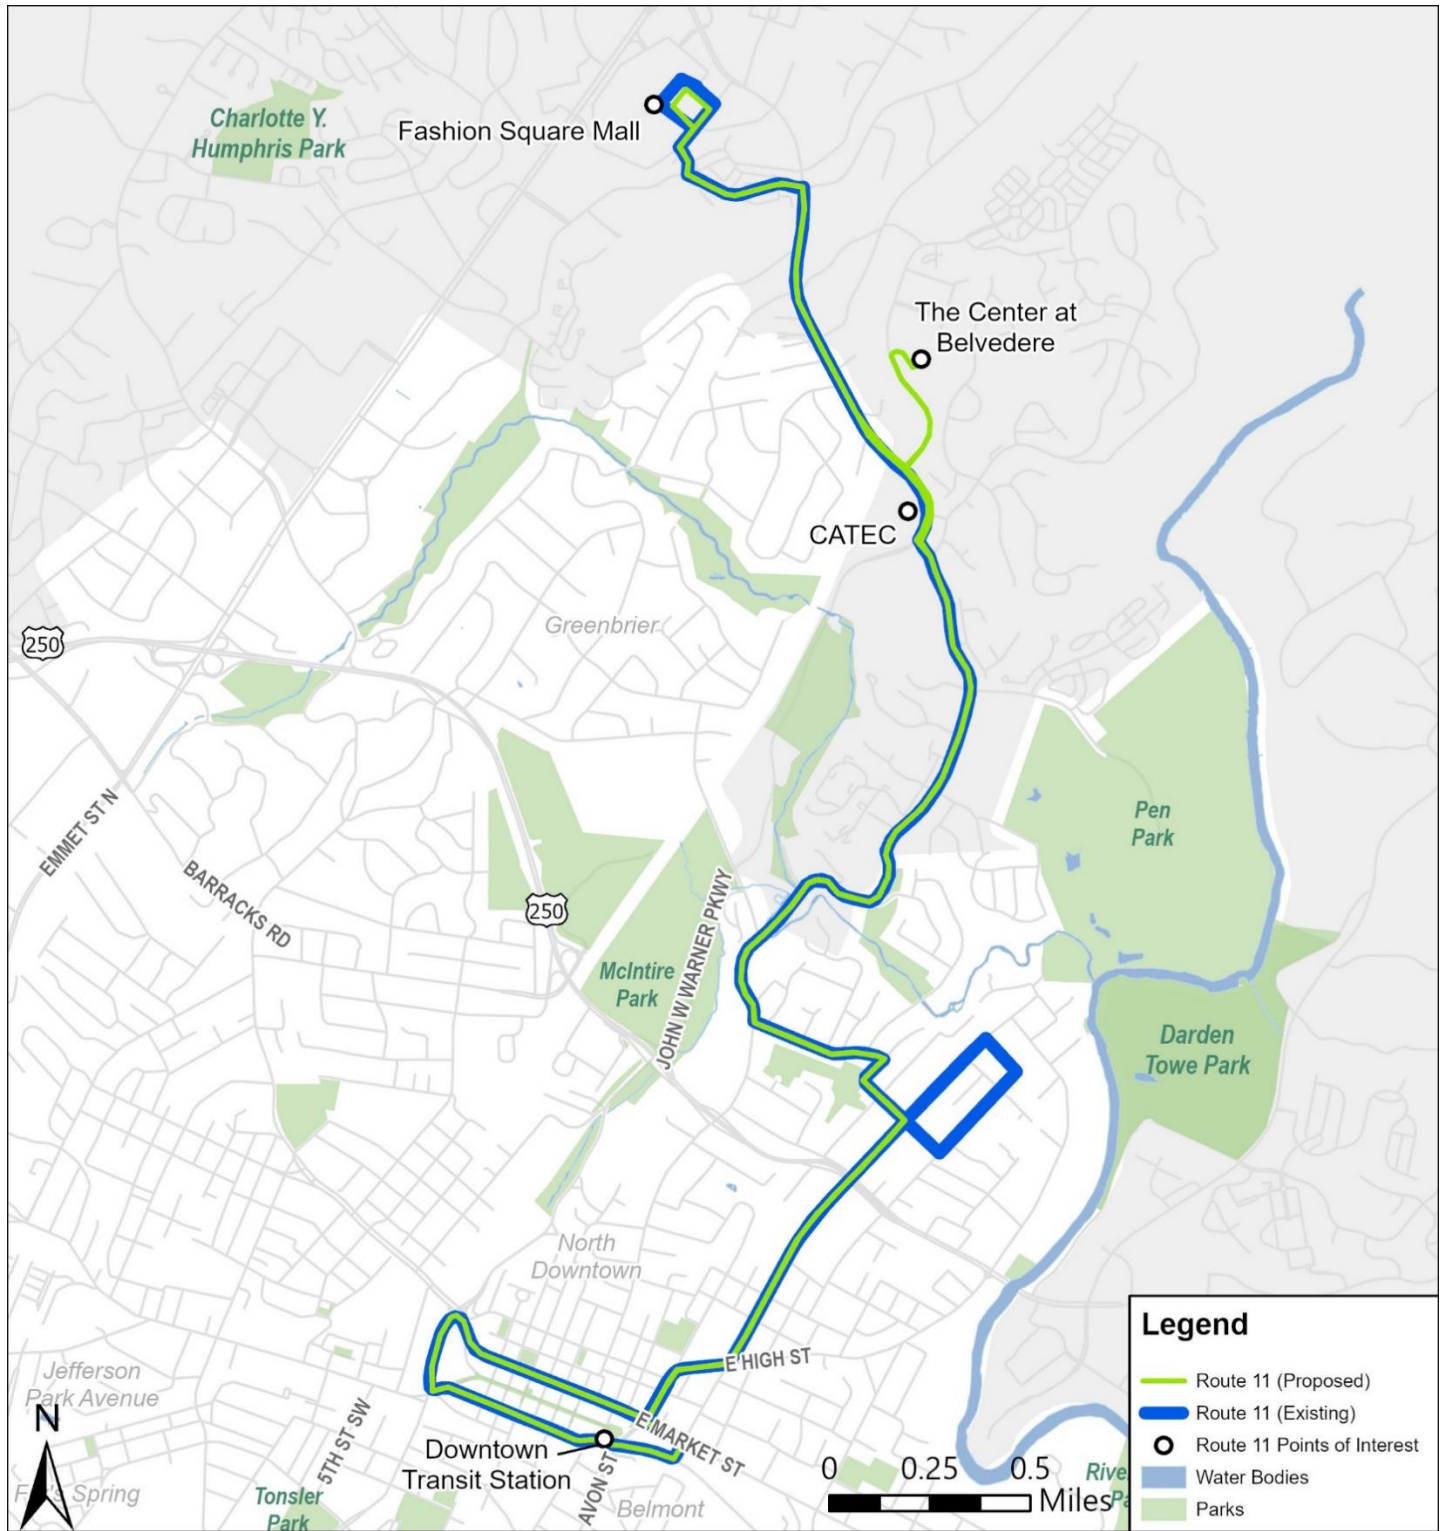 Charlotte Y.
Humphris Park
Fashion Square Mall
The Center at
Belvedere
CATEC
Greenbrier
250
EMMET ST N
BARRACKS RD
250
McIntire
Park
JOHN W WARNER PKWY
Pen
Park
Darden
Towe Park
North
Downtown
E HIGH ST
E MARKET ST
Downtown
Transit Station
AVON ST
Belmont
5TH ST SW
Jefferson
Park Avenue
N
Spring
Tonsler
Park
0 0.25 0.5
Miles
Legend
Route 11 (Proposed)
Route 11 (Existing)
Route 11 Points of Interest
Water Bodies
Parks